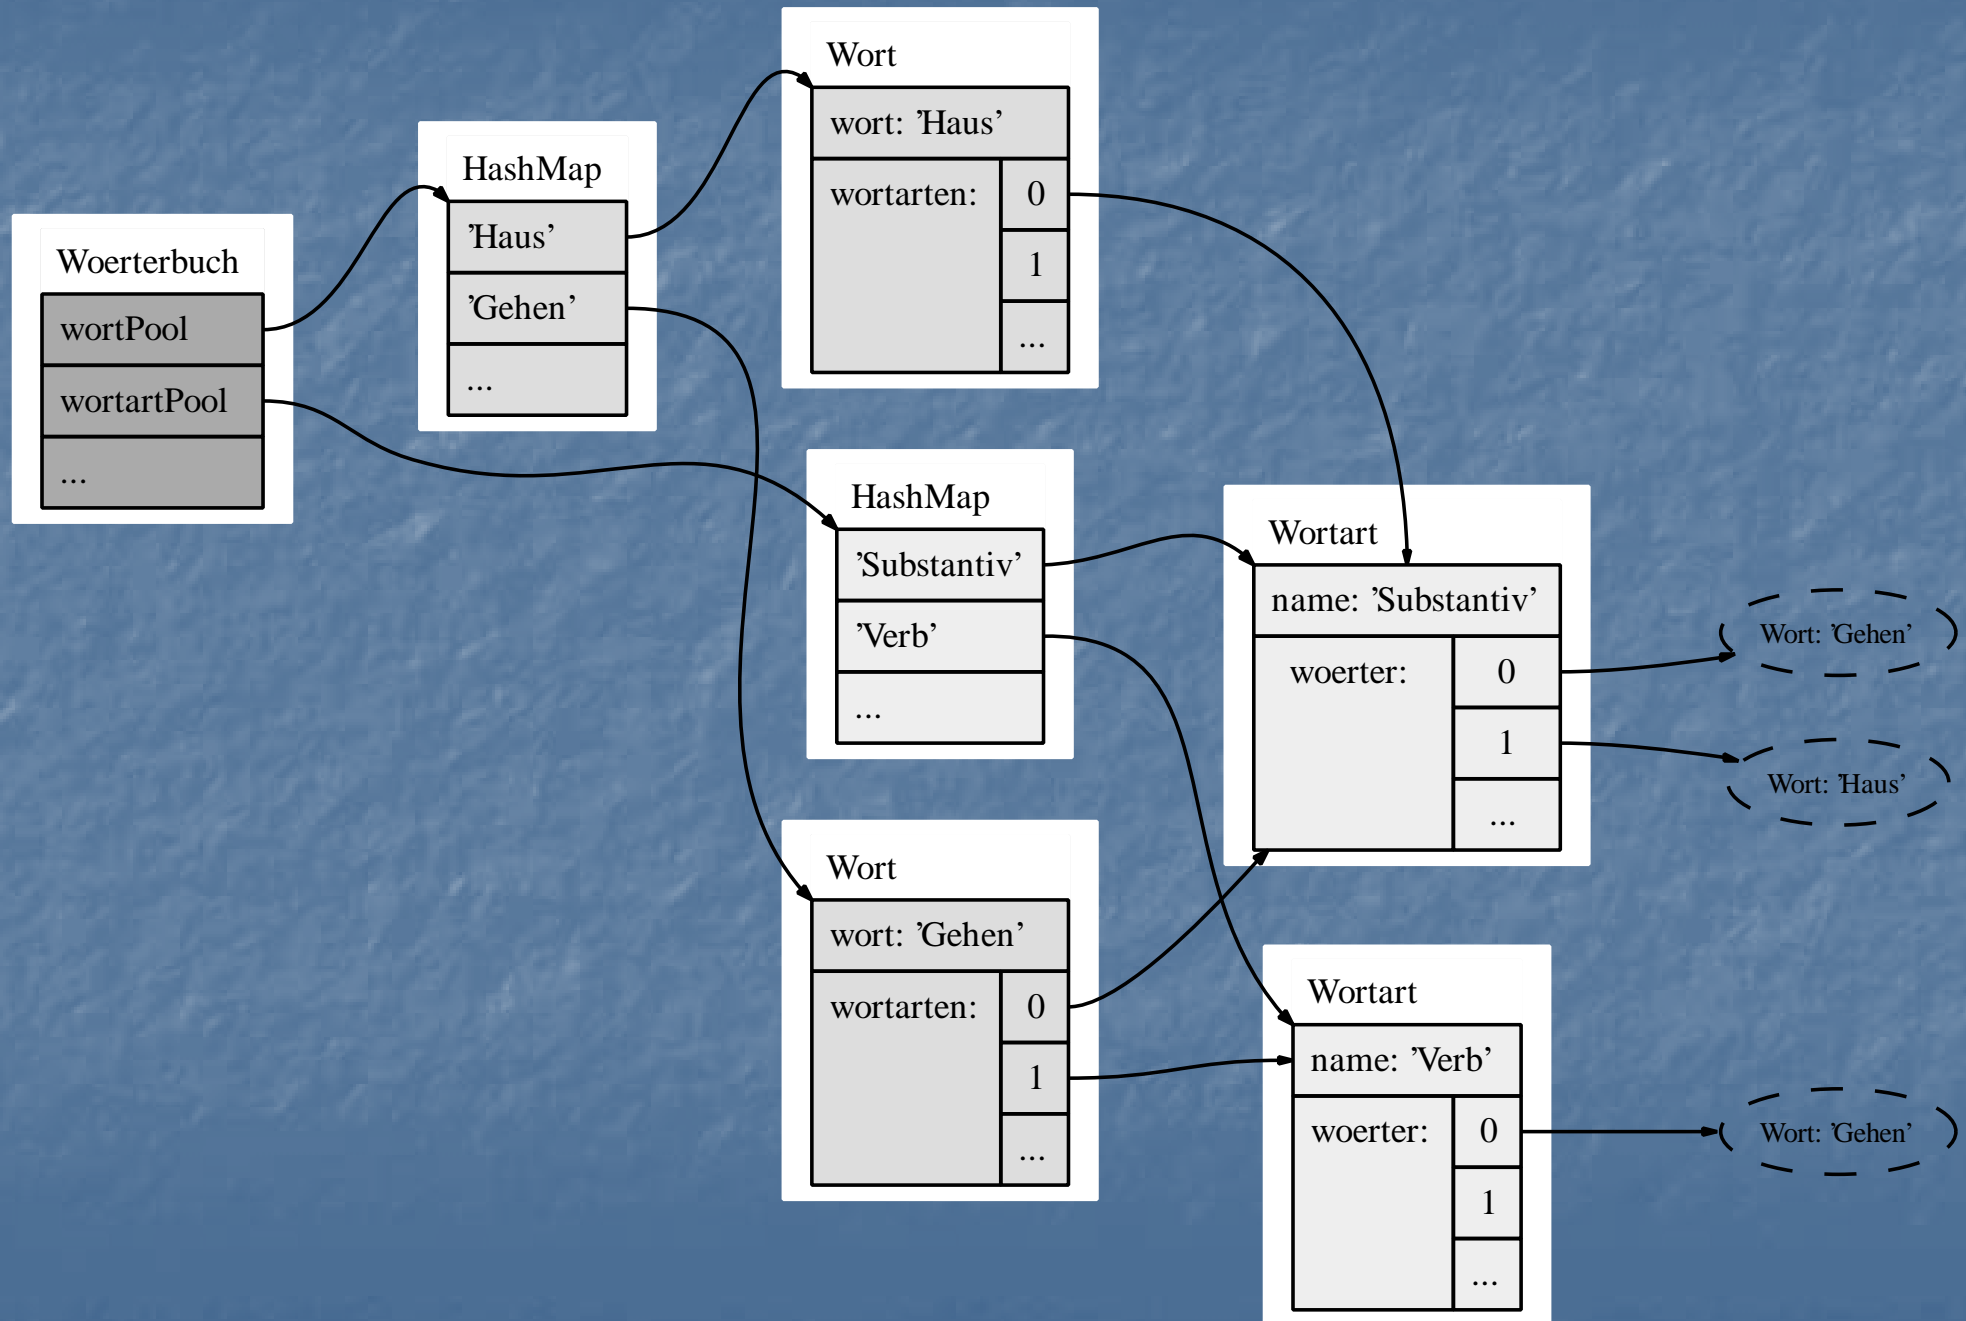 Woerterbuch
wortPool
wortartPool
...
HashMap
’Haus’
’Gehen’
...
Wort
wort: ’Haus’
wortarten: 0
1
...
HashMap
’Substantiv’
’Verb’
...
Wort
wort: ’Gehen’
wortarten: 0
1
...
Wortart
name: ’Substantiv’
woerter: 0
1
...
Wortart
name: ’Verb’
woerter: 0
1
...
Wort: ’Gehen’
Wort: ’Haus’
Wort: ’Gehen’